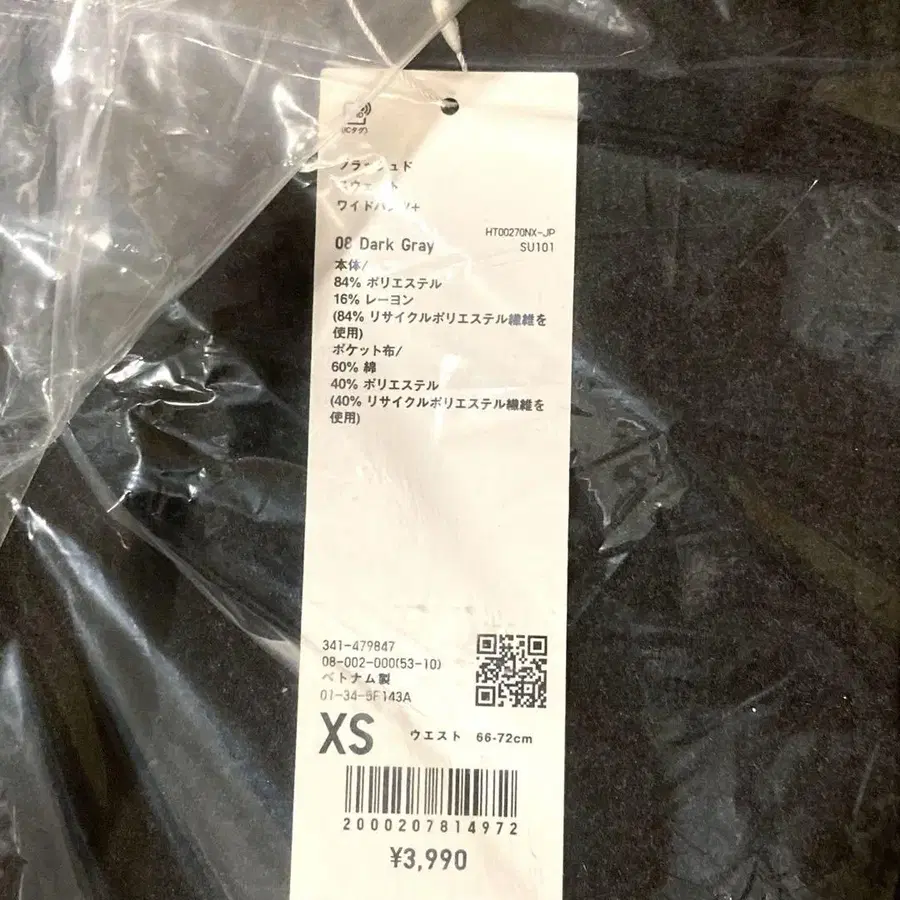 (ICタグ)
ブラッシュド
スウェット
ワイドパンツ+
HT00270NX-JP
08 Dark Gray
SU101
本体/
84% ポリエステル
16% レーヨン
(84% リサイクルポリエステル繊維を
使用)
ポケット布/
60% 綿
40% ポリエステル
(40% リサイクルポリエステル繊維を
使用)
341-479847
08-002-000(53-10)
ベトナム製
01-34-5F143A
XS ウエスト 66-72cm
2000207814972
¥3,990